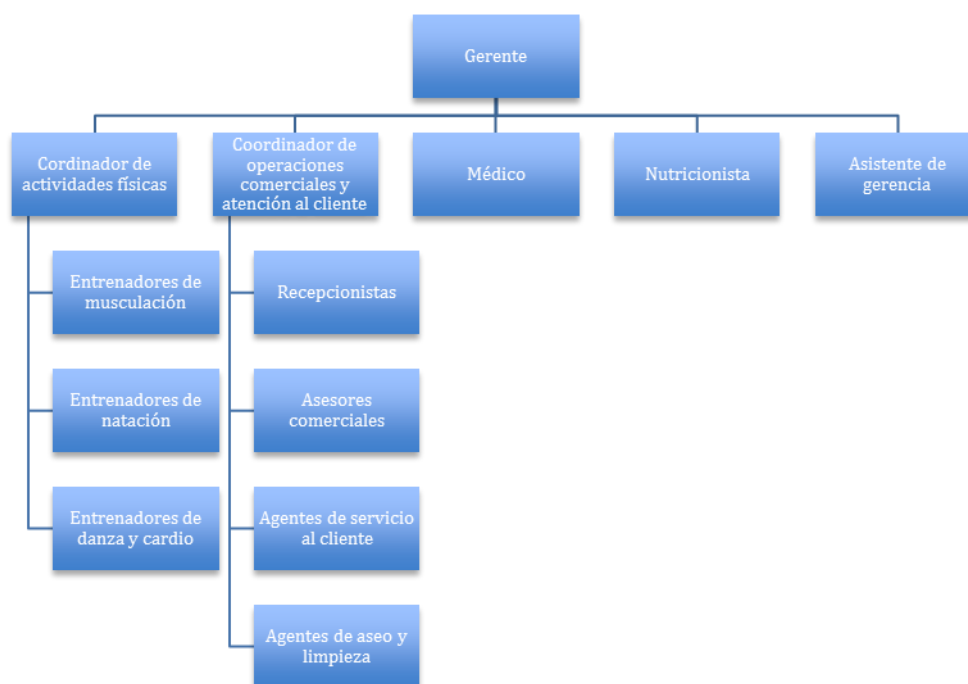 Gerente
Cordinador de
actividades físicas
Coordinador de
operaciones
comerciales y
atención al cliente
Médico
Nutricionista
Asistente de
gerencia
Entrenadores de
musculación
Entrenadores de
natación
Entrenadores de
danza y cardio
Recepcionistas
Asesores
comerciales
Agentes de servicio
al cliente
Agentes de aseo y
limpieza